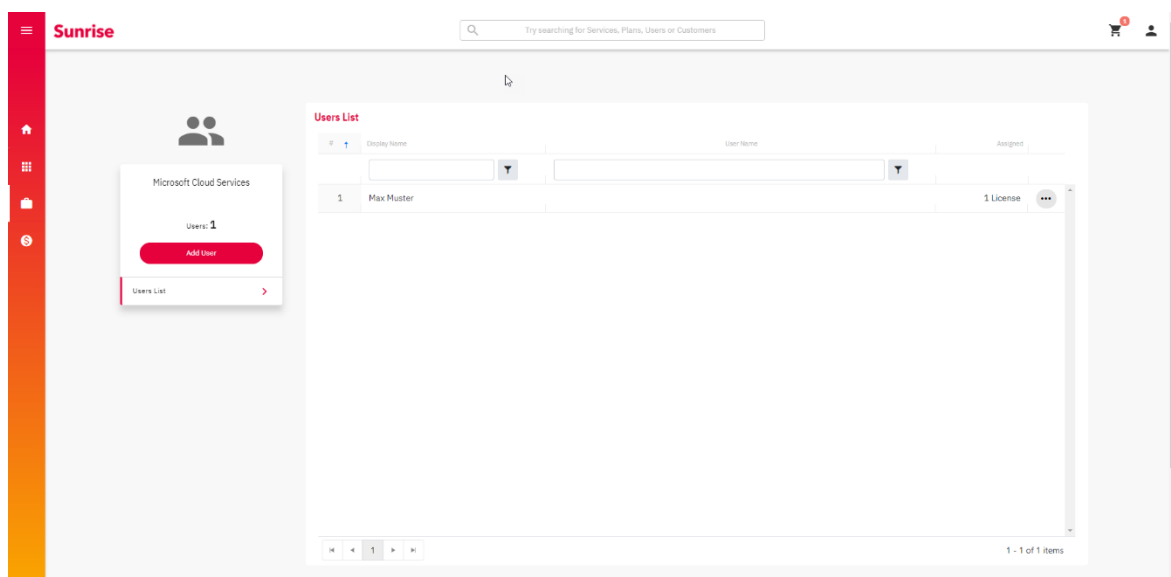 Sunrise
Try searching for Services, Plans, Users or Customers
1
Microsoft Cloud Services
Users: 1
Add User
Users List
Users List
# Display Name User Name Assigned
1 Max Muster 1 License
1
1 - 1 of 1 items